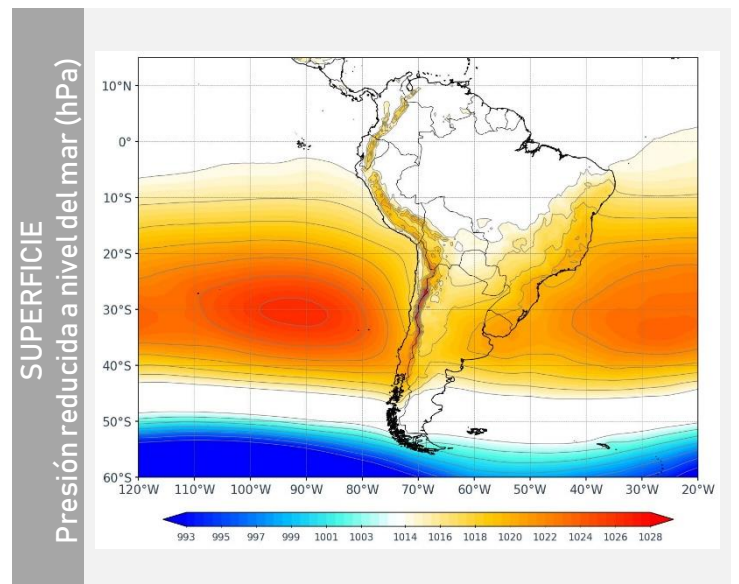 SUPERFICIE
Presión reducida a nivel del mar (hPa)
10°N
0°
10°S
20°S
30°S
40°S
50°S
60°S
120°W 110°W 100°W 90°W 80°W 70°W 60°W 50°W 40°W 30°W 20°W
993 995 997 999 1001 1003 1014 1016 1018 1020 1022 1024 1026 1028